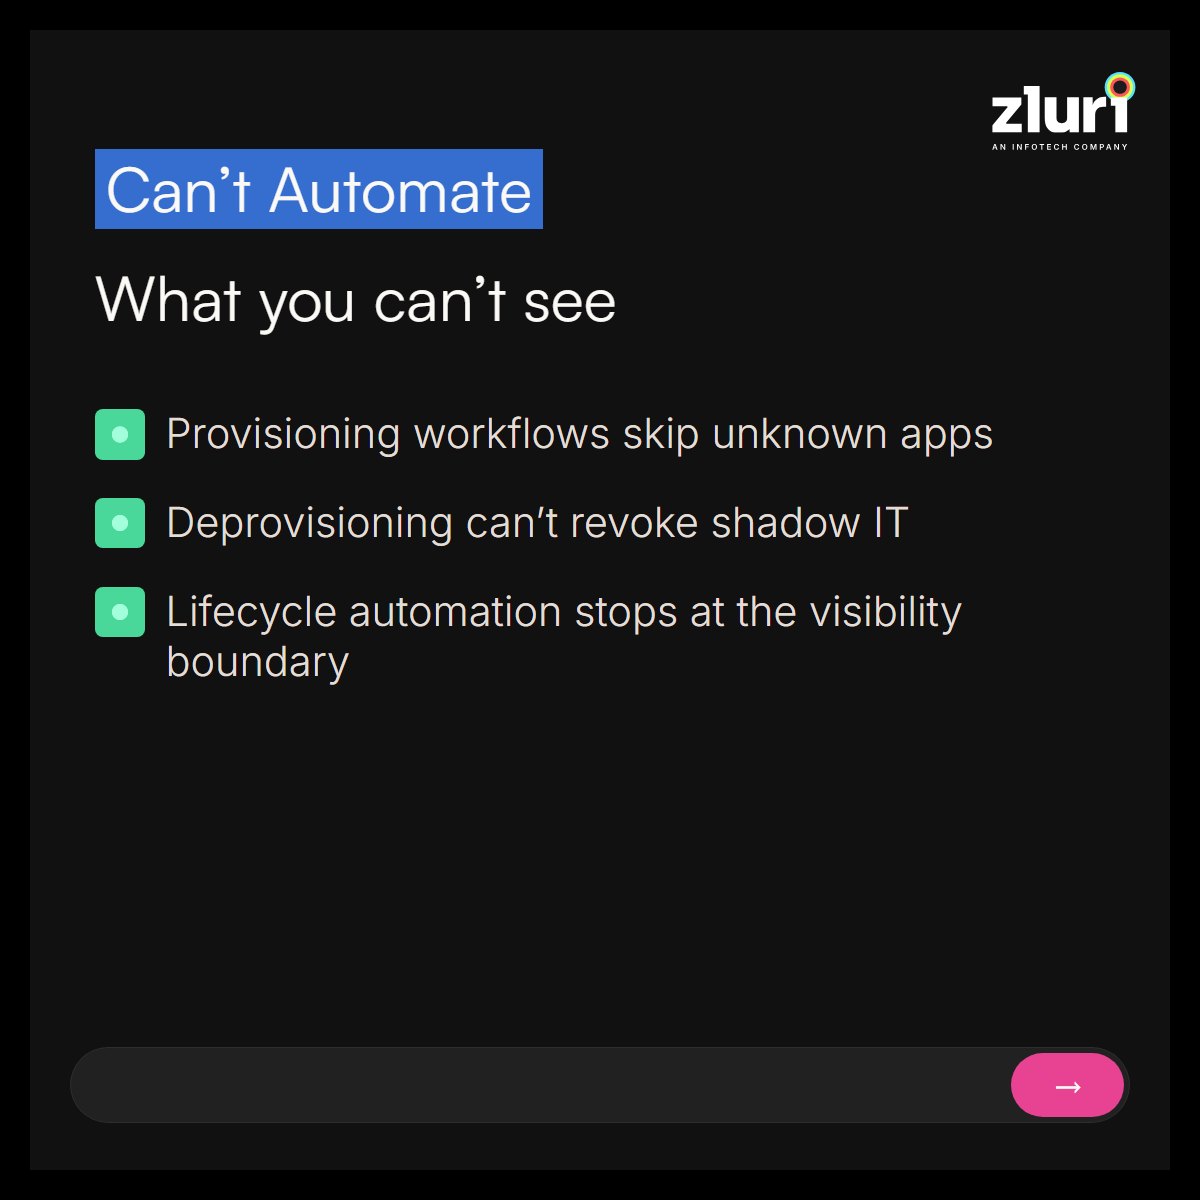 zluri
AN INFOTECH COMPANY
Can’t Automate
What you can’t see
Provisioning workflows skip unknown apps
Deprovisioning can’t revoke shadow IT
Lifecycle automation stops at the visibility
boundary
→